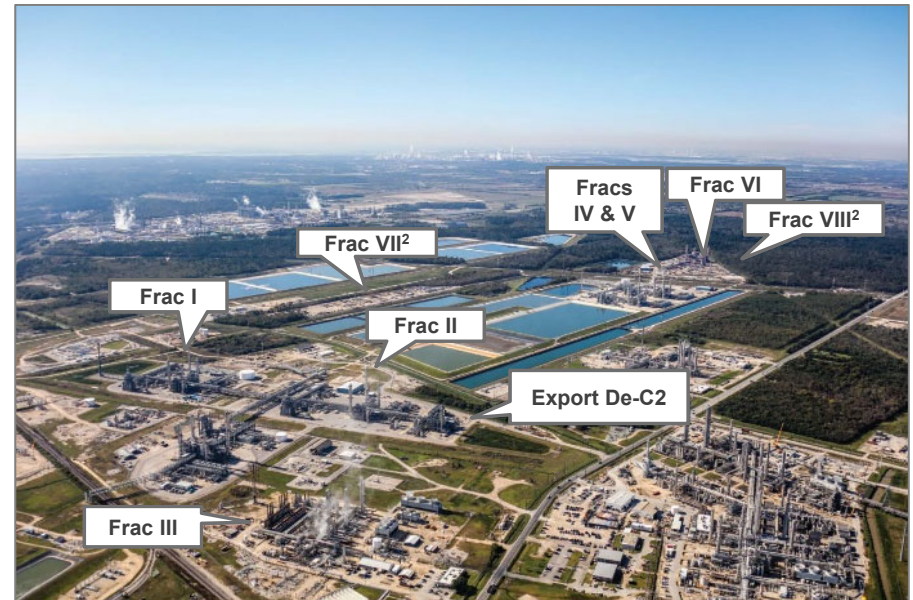 Fracs
IV & V
Frac VI
Frac VIII²
Frac VII²
Frac I
Frac II
Export De-C2
Frac III